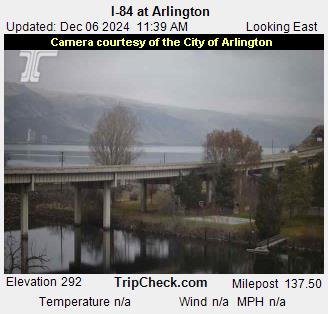 I-84 at Arlington
Updated: Dec 06 2024 11:39 AM Looking East
Camera courtesy of the City of Arlington
Elevation 292 TripCheck.com Milepost 137.50
Temperature n/a Wind n/a MPH n/a